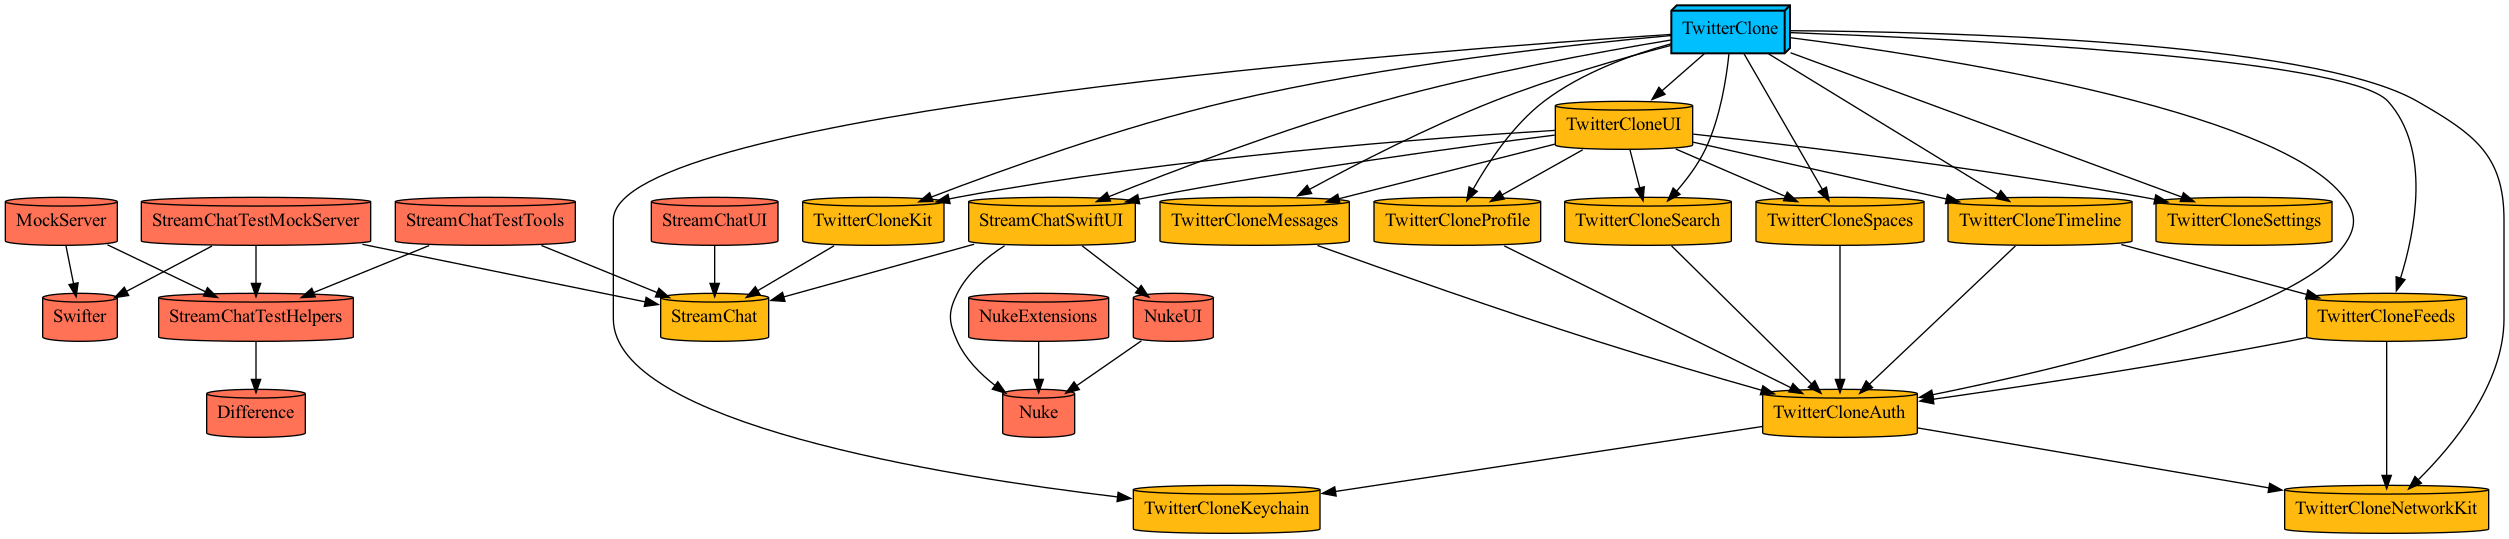 TwitterClone
TwitterCloneUI
MockServer
StreamChatTestMockServer
StreamChatTestTools
StreamChatUI
TwitterCloneKit
StreamChatSwiftUI
TwitterCloneMessages
TwitterCloneProfile
TwitterCloneSearch
TwitterCloneSpaces
TwitterCloneTimeline
TwitterCloneSettings
Swifter
StreamChatTestHelpers
StreamChat
NukeExtensions
NukeUI
TwitterCloneFeeds
Difference
Nuke
TwitterCloneAuth
TwitterCloneKeychain
TwitterCloneNetworkKit